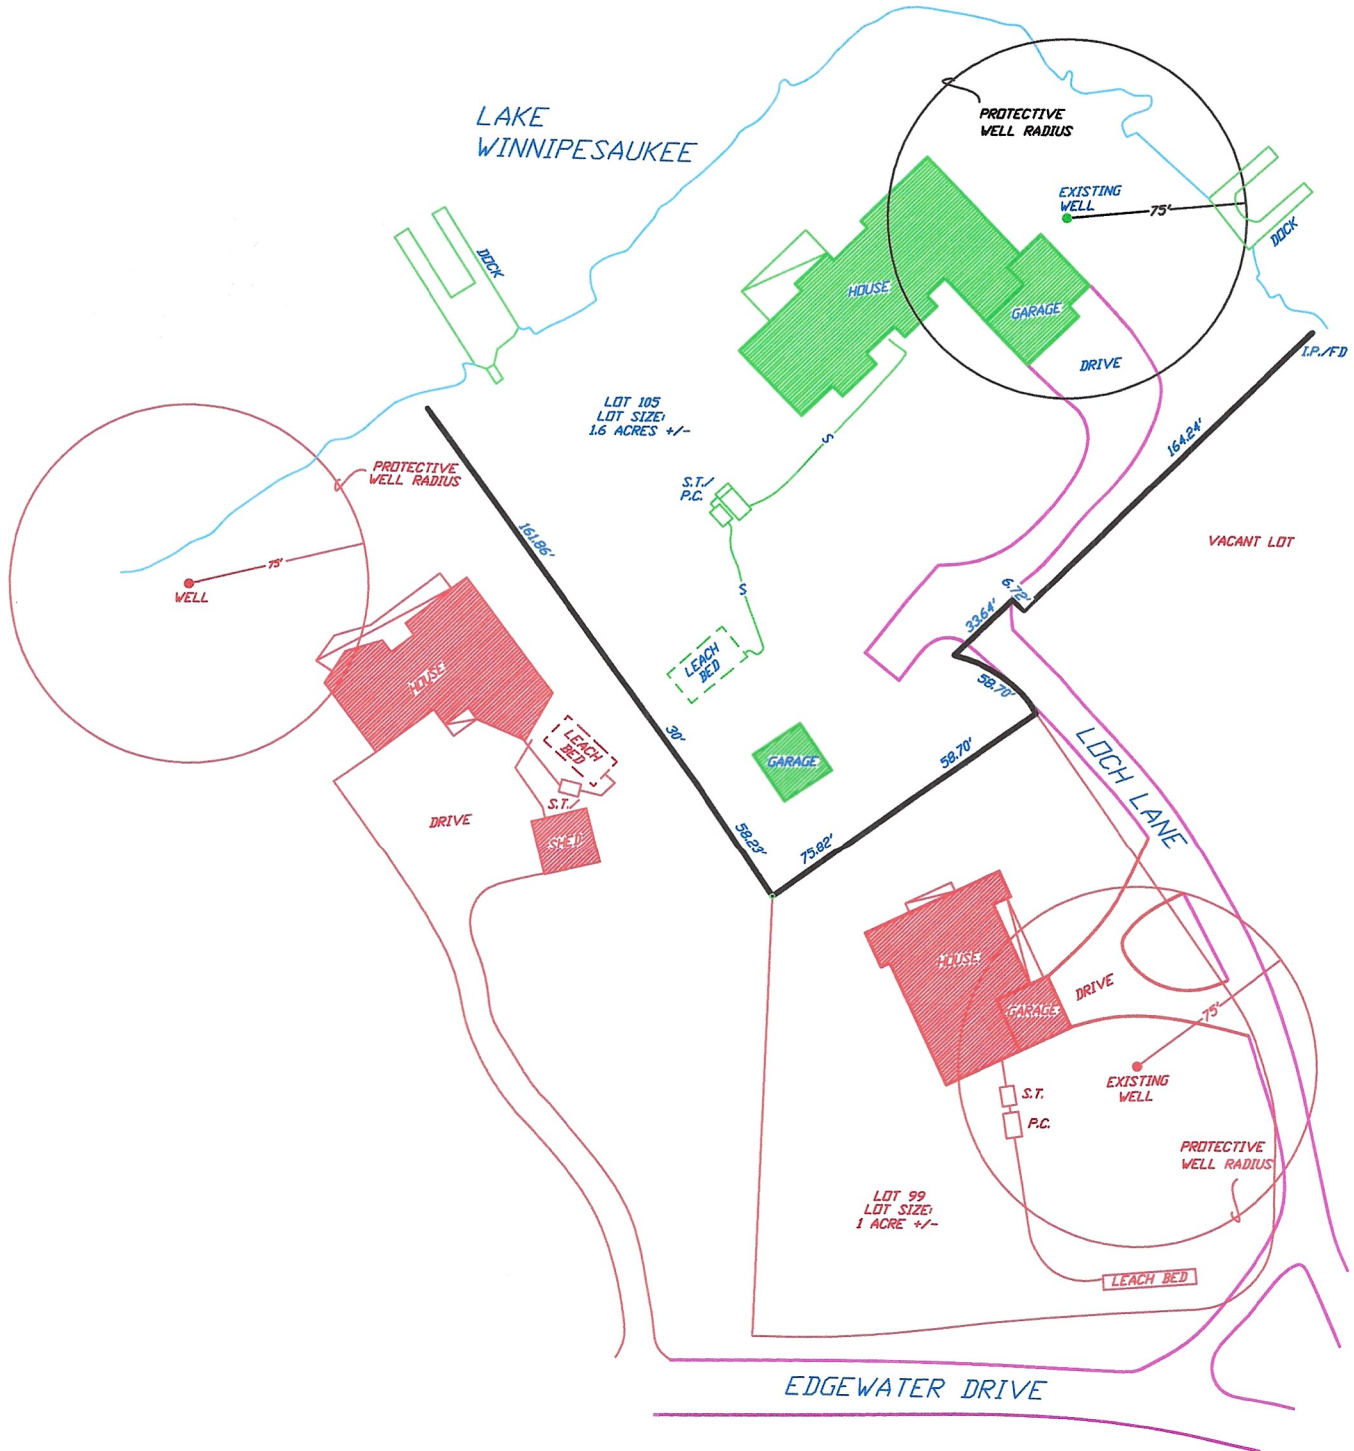 LAKE
WINNIPESAUKEE
PROTECTIVE
WELL RADIUS
EXISTING
WELL
75'
DOCK
DOCK
HOUSE
GARAGE
DRIVE
I.P./FD
LOT 105
LOT SIZE:
1.6 ACRES +/-
164.24'
S
PROTECTIVE
WELL RADIUS
S.T./
P.C.
161.86'
VACANT LOT
75'
WELL
S
6.72'
33.64'
LEACH
BED
HOUSE
58.70'
30'
LEACH
BED
GARAGE
58.70'
LOCH LANE
S.T./
DRIVE
SHED
58.23'
75.82'
HOUSE
DRIVE
GARAGE
75'
EXISTING
WELL
S.T.
P.C.
PROTECTIVE
WELL RADIUS
LOT 99
LOT SIZE:
1 ACRE +/-
LEACH BED
EDGEWATER DRIVE